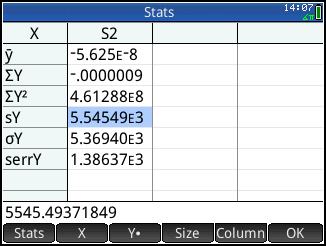 Stats
14:07
X S2
ȳ -5.625E-8
ΣY -.0000009
ΣY² 4.61288E8
sY 5.54549E3
σY 5.36940E3
serrY 1.38637E3
5545.49371849
Stats X Y• Size Column OK